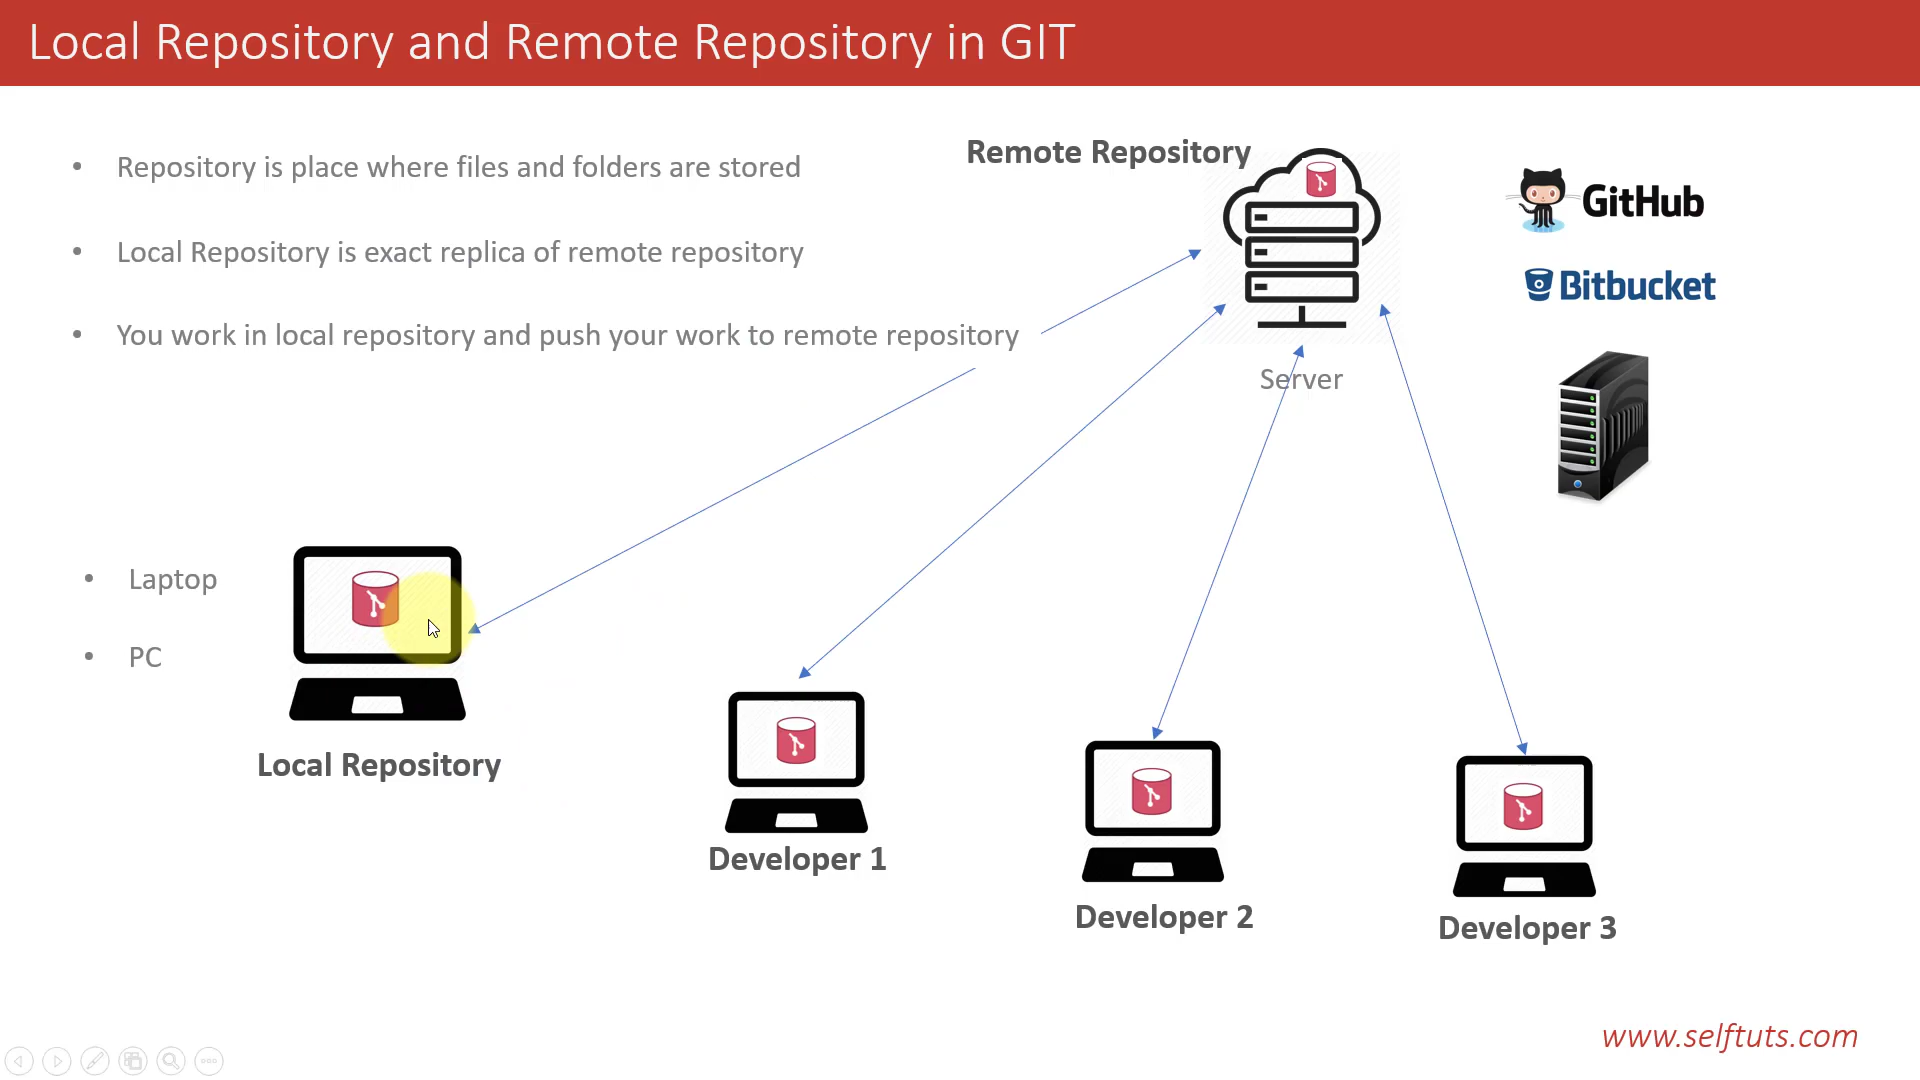 Local Repository and Remote Repository in GIT
• Repository is place where files and folders are stored
• Local Repository is exact replica of remote repository
• You work in local repository and push your work to remote repository
Remote Repository
Server
GitHub
Bitbucket
• Laptop
• PC
Local Repository
Developer 1
Developer 2
Developer 3
www.selftuts.com